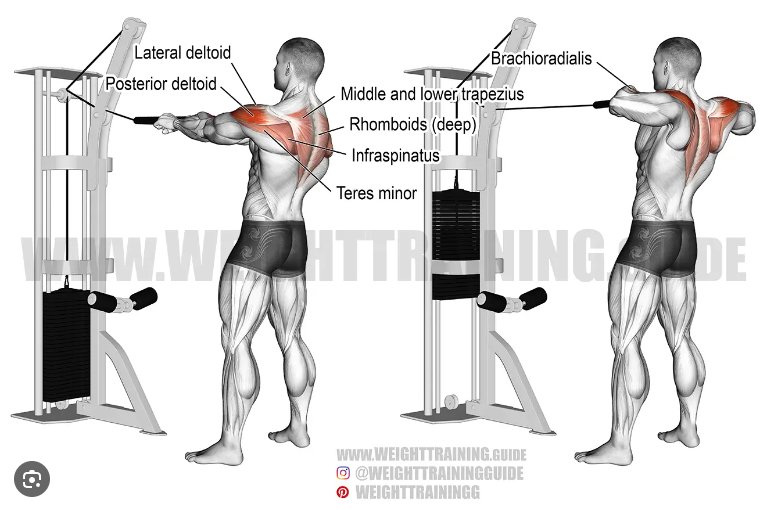 Lateral deltoid
Posterior deltoid
Middle and lower trapezius
Rhomboids (deep)
Infraspinatus
Teres minor
Brachioradialis
WWW.WEIGHTTRAINING.GUIDE
WWW.WEIGHTTRAINING.GUIDE
@WEIGHTTRAININGGUIDE
WEIGHTTRAININGG